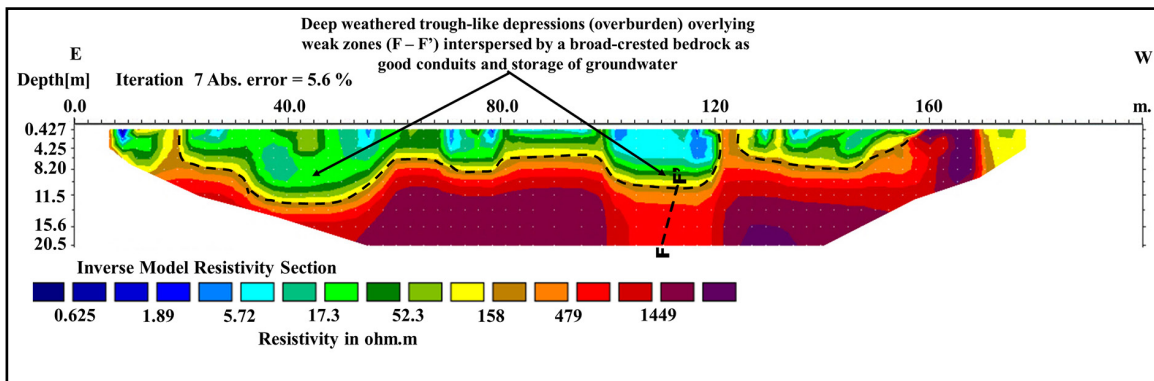 Deep weathered trough-like depressions (overburden) overlying
weak zones (F – F') interspersed by a broad-crested bedrock as
good conduits and storage of groundwater
E
W
Depth[m] Iteration 7 Abs. error = 5.6 %
0.0 40.0 80.0 120 160 m.
0.427
4.25
8.20
11.5
15.6
20.5
F'
F
Inverse Model Resistivity Section
0.625 1.89 5.72 17.3 52.3 158 479 1449
Resistivity in ohm.m